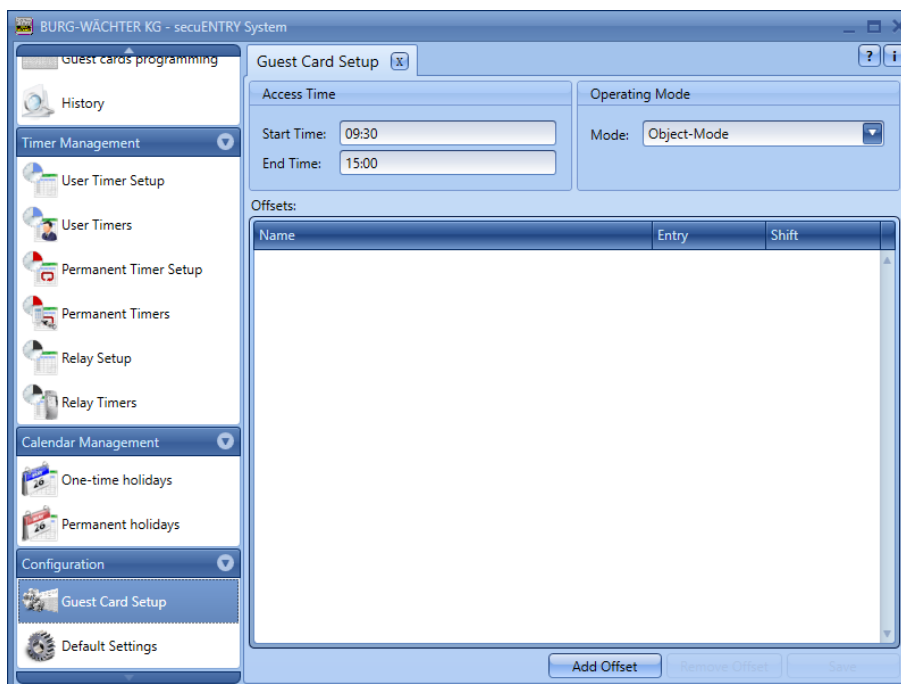 BURG-WÄCHTER KG - secuENTRY System
Guest cards programming
History
Timer Management
User Timer Setup
User Timers
Permanent Timer Setup
Permanent Timers
Relay Setup
Relay Timers
Calendar Management
One-time holidays
Permanent holidays
Configuration
Guest Card Setup
Default Settings
Guest Card Setup x
? i
Access Time
Start Time: 09:30
End Time: 15:00
Operating Mode
Mode: Object-Mode
Offsets:
Name Entry Shift
Add Offset Remove Offset Save